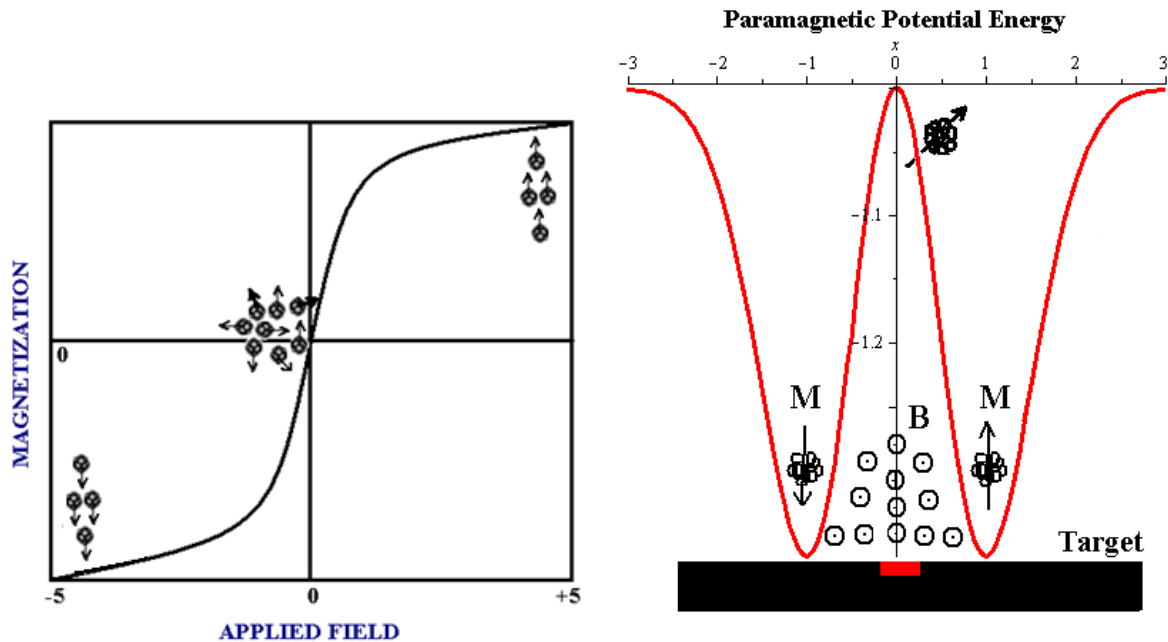 MAGNETIZATION
0
-5
0
+5
APPLIED FIELD
Paramagnetic Potential Energy
x
−3 −2 −1 0 1 2 3
−1.1
−1.2
M B M
Target